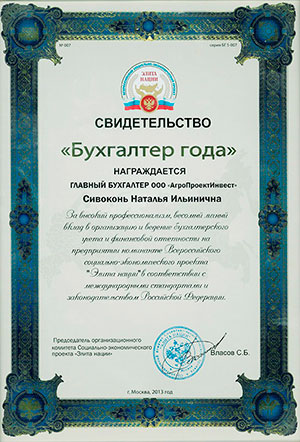 № 007 серия БГ 5-007
ЭЛИТА
НАЦИИ
СВИДЕТЕЛЬСТВО
«Бухгалтер года»
НАГРАЖДАЕТСЯ
ГЛАВНЫЙ БУХГАЛТЕР ООО «АгроПроектИнвест»
Сивоконь Наталья Ильинична
За высокий профессионализм, весомый личный
вклад в организацию и ведение бухгалтерского
учета и финансовой отчетности на
предприятии номинанте Всероссийского
социально-экономического проекта
"Элита нации" в соответствии с
международными стандартами и
законодательством Российской Федерации.
Председатель организационного
комитета Социально-экономического
проекта «Элита нации»
Власов С.Б.
г. Москва, 2013 год